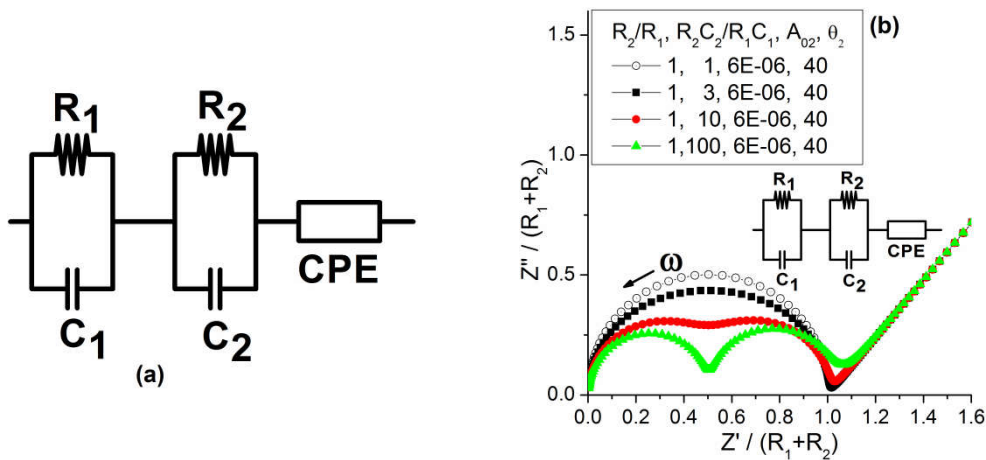 R₁
R₂
CPE
C₁
C₂
(a)
(b)
R₂/R₁, R₂C₂/R₁C₁, A₀₂, θ₂
1, 1, 6E-06, 40
1, 3, 6E-06, 40
1, 10, 6E-06, 40
1,100, 6E-06, 40
R₁
R₂
C₁
C₂
CPE
ω
Z'' / (R₁+R₂)
1.5
1.0
0.5
0.0
0.0 0.2 0.4 0.6 0.8 1.0 1.2 1.4 1.6
Z' / (R₁+R₂)